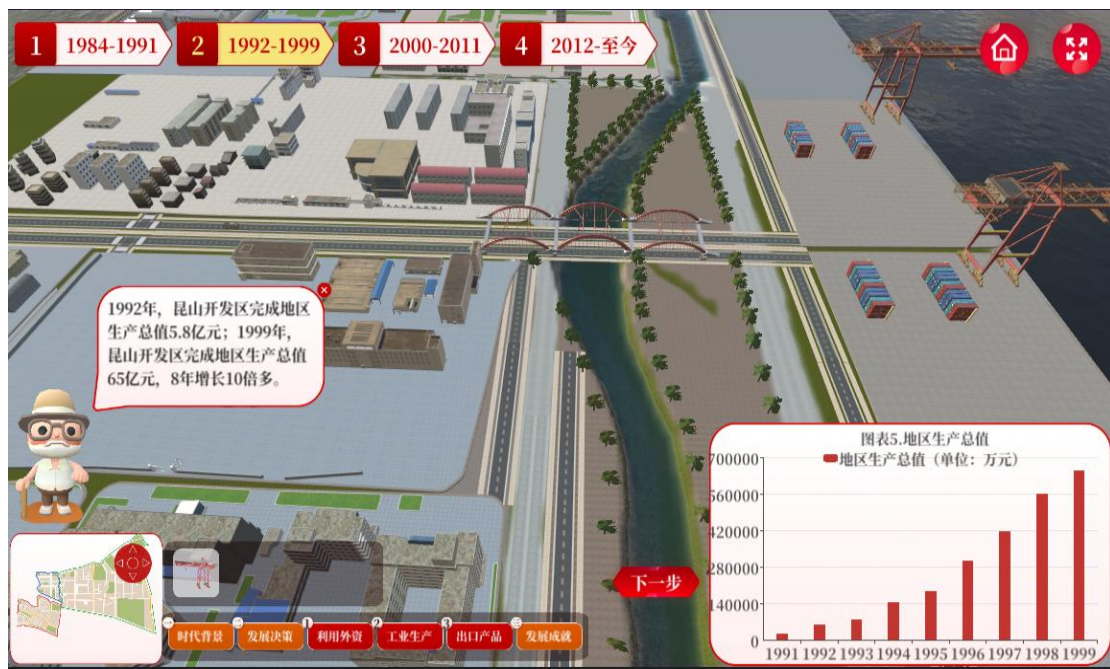 1 1984-1991
2 1992-1999
3 2000-2011
4 2012-至今
1992年，昆山开发区完成地区
生产总值5.8亿元；1999年，
昆山开发区完成地区生产总值
65亿元，8年增长10倍多。
图表5.地区生产总值
地区生产总值（单位：万元）
700000
560000
420000
280000
140000
0
1991 1992 1993 1994 1995 1996 1997 1998 1999
下一步
一 时代背景
二 发展决策
1 利用外资
2 工业生产
3 出口产品
三 发展成就